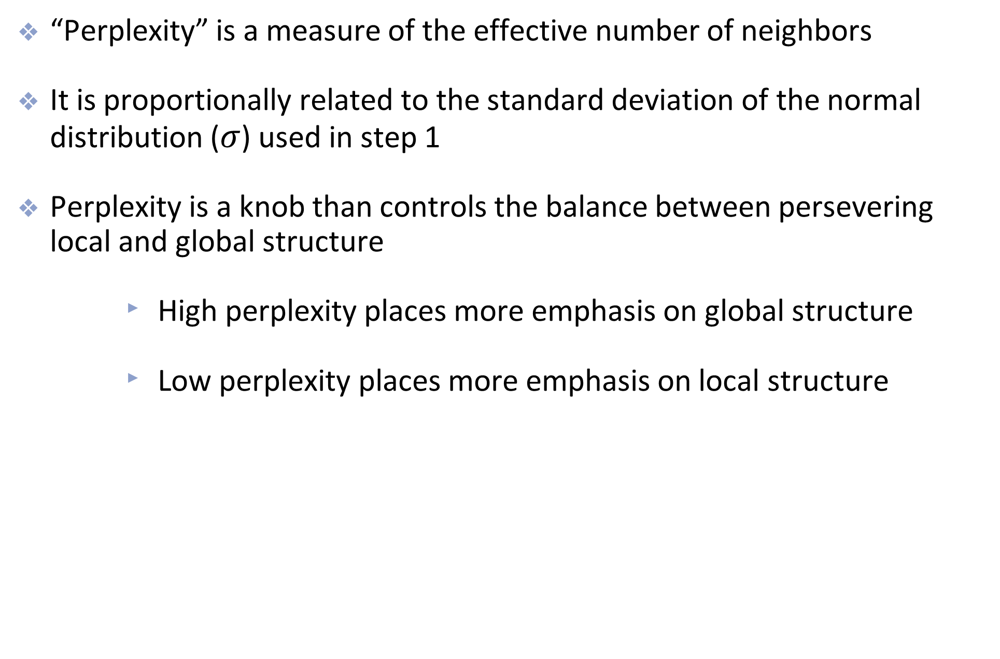 ❖ “Perplexity” is a measure of the effective number of neighbors
❖ It is proportionally related to the standard deviation of the normal
distribution (𝜎) used in step 1
❖ Perplexity is a knob than controls the balance between persevering
local and global structure
‣ High perplexity places more emphasis on global structure
‣ Low perplexity places more emphasis on local structure